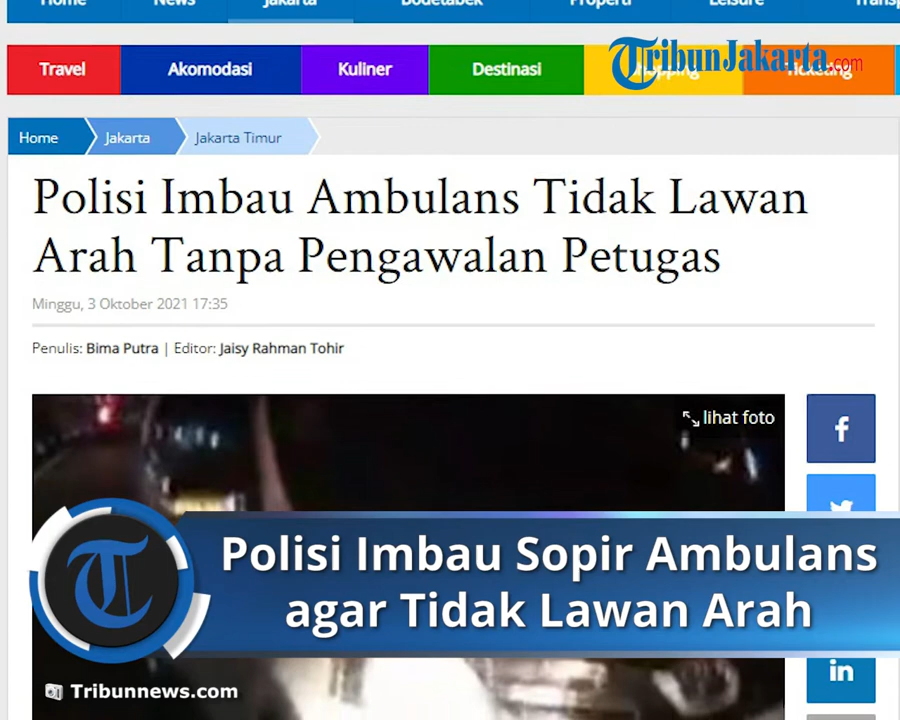 Home News Jakarta Bodetabek Properti Leisure
Travel Akomodasi Kuliner Destinasi Shopping Ticketing
TribunJakarta.com
Home Jakarta Jakarta Timur
Polisi Imbau Ambulans Tidak Lawan
Arah Tanpa Pengawalan Petugas
Minggu, 3 Oktober 2021 17:35
Penulis: Bima Putra | Editor: Jaisy Rahman Tohir
lihat foto
f
Polisi Imbau Sopir Ambulans
agar Tidak Lawan Arah
in
Tribunnews.com